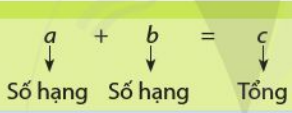 a + b = c
Số hạng Số hạng Tổng